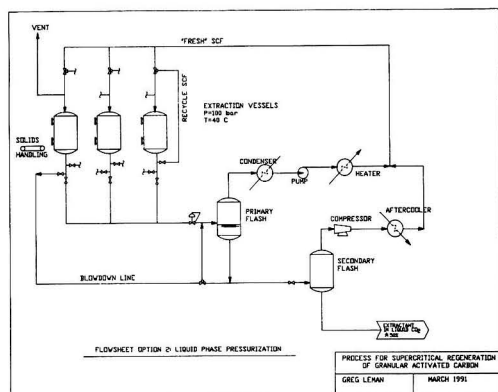 VENT
"FRESH" SCF
RECYCLE SCF
EXTRACTION VESSELS
P=100 bar
T=40 C
SOLIDS
HANDLING
CONDENSER
PUMP
HEATER
PRIMARY
FLASH
COMPRESSOR
AFTERCOOLER
SECONDARY
FLASH
BLOWDOWN LINE
EXTRACTANT
IN LIQUID CO2
FLOWSHEET OPTION 2: LIQUID PHASE PRESSURIZATION
PROCESS FOR SUPERCRITICAL REGENERATION
OF GRANULAR ACTIVATED CARBON
GREG LEMAN MARCH 1991